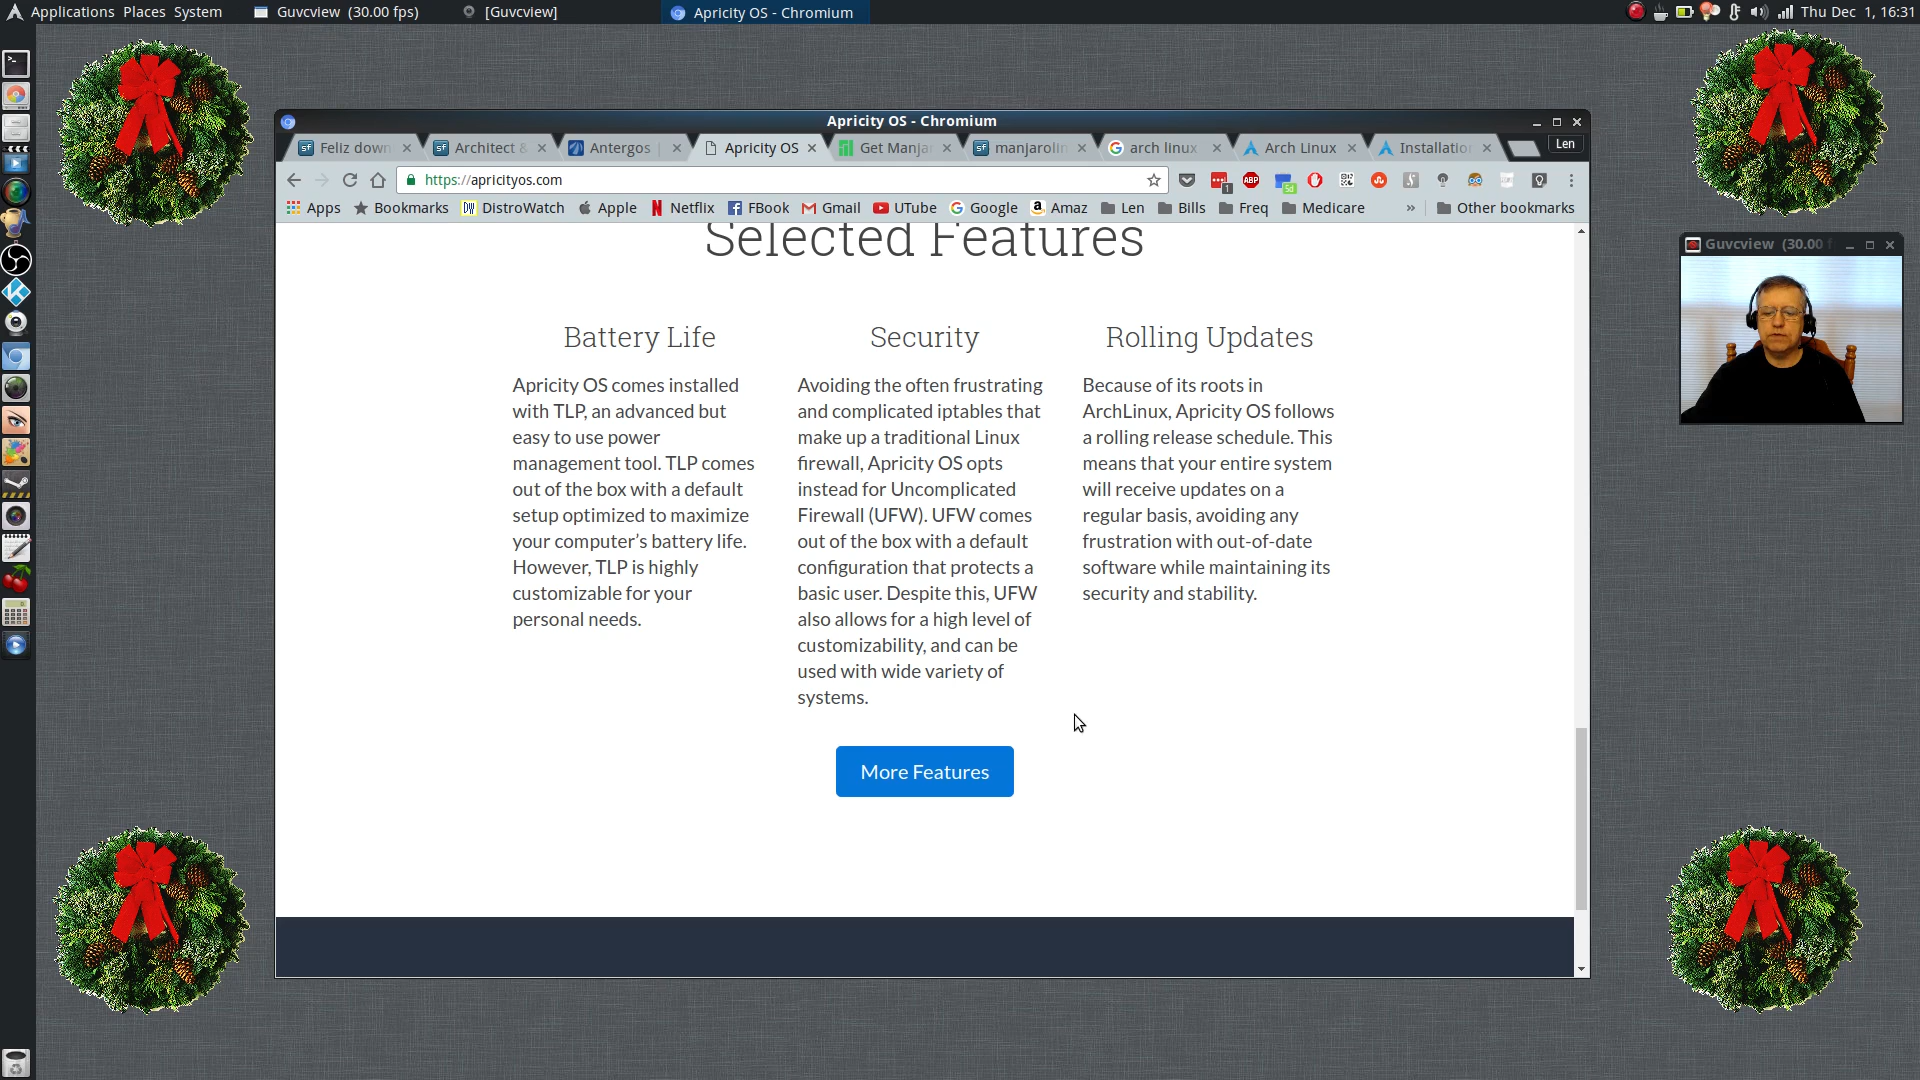 Applications Places System
Guvcview (30.00 fps)
[Guvcview]
Apricity OS - Chromium
Thu Dec 1, 16:31
Apricity OS - Chromium
Feliz down
Architect &
Antergos |
Apricity OS
Get Manja
manjarolin
arch linux
Arch Linux
Installation
Len
https://apricityos.com
1
ABP
5d
Apps
Bookmarks
DW DistroWatch
Apple
Netflix
FBook
Gmail
UTube
Google
Amaz
Len
Bills
Freq
Medicare
»
Other bookmarks
Selected Features
Battery Life
Apricity OS comes installed
with TLP, an advanced but
easy to use power
management tool. TLP comes
out of the box with a default
setup optimized to maximize
your computer’s battery life.
However, TLP is highly
customizable for your
personal needs.
Security
Avoiding the often frustrating
and complicated iptables that
make up a traditional Linux
firewall, Apricity OS opts
instead for Uncomplicated
Firewall (UFW). UFW comes
out of the box with a default
configuration that protects a
basic user. Despite this, UFW
also allows for a high level of
customizability, and can be
used with wide variety of
systems.
Rolling Updates
Because of its roots in
ArchLinux, Apricity OS follows
a rolling release schedule. This
means that your entire system
will receive updates on a
regular basis, avoiding any
frustration with out-of-date
software while maintaining its
security and stability.
More Features
Guvcview (30.00 f